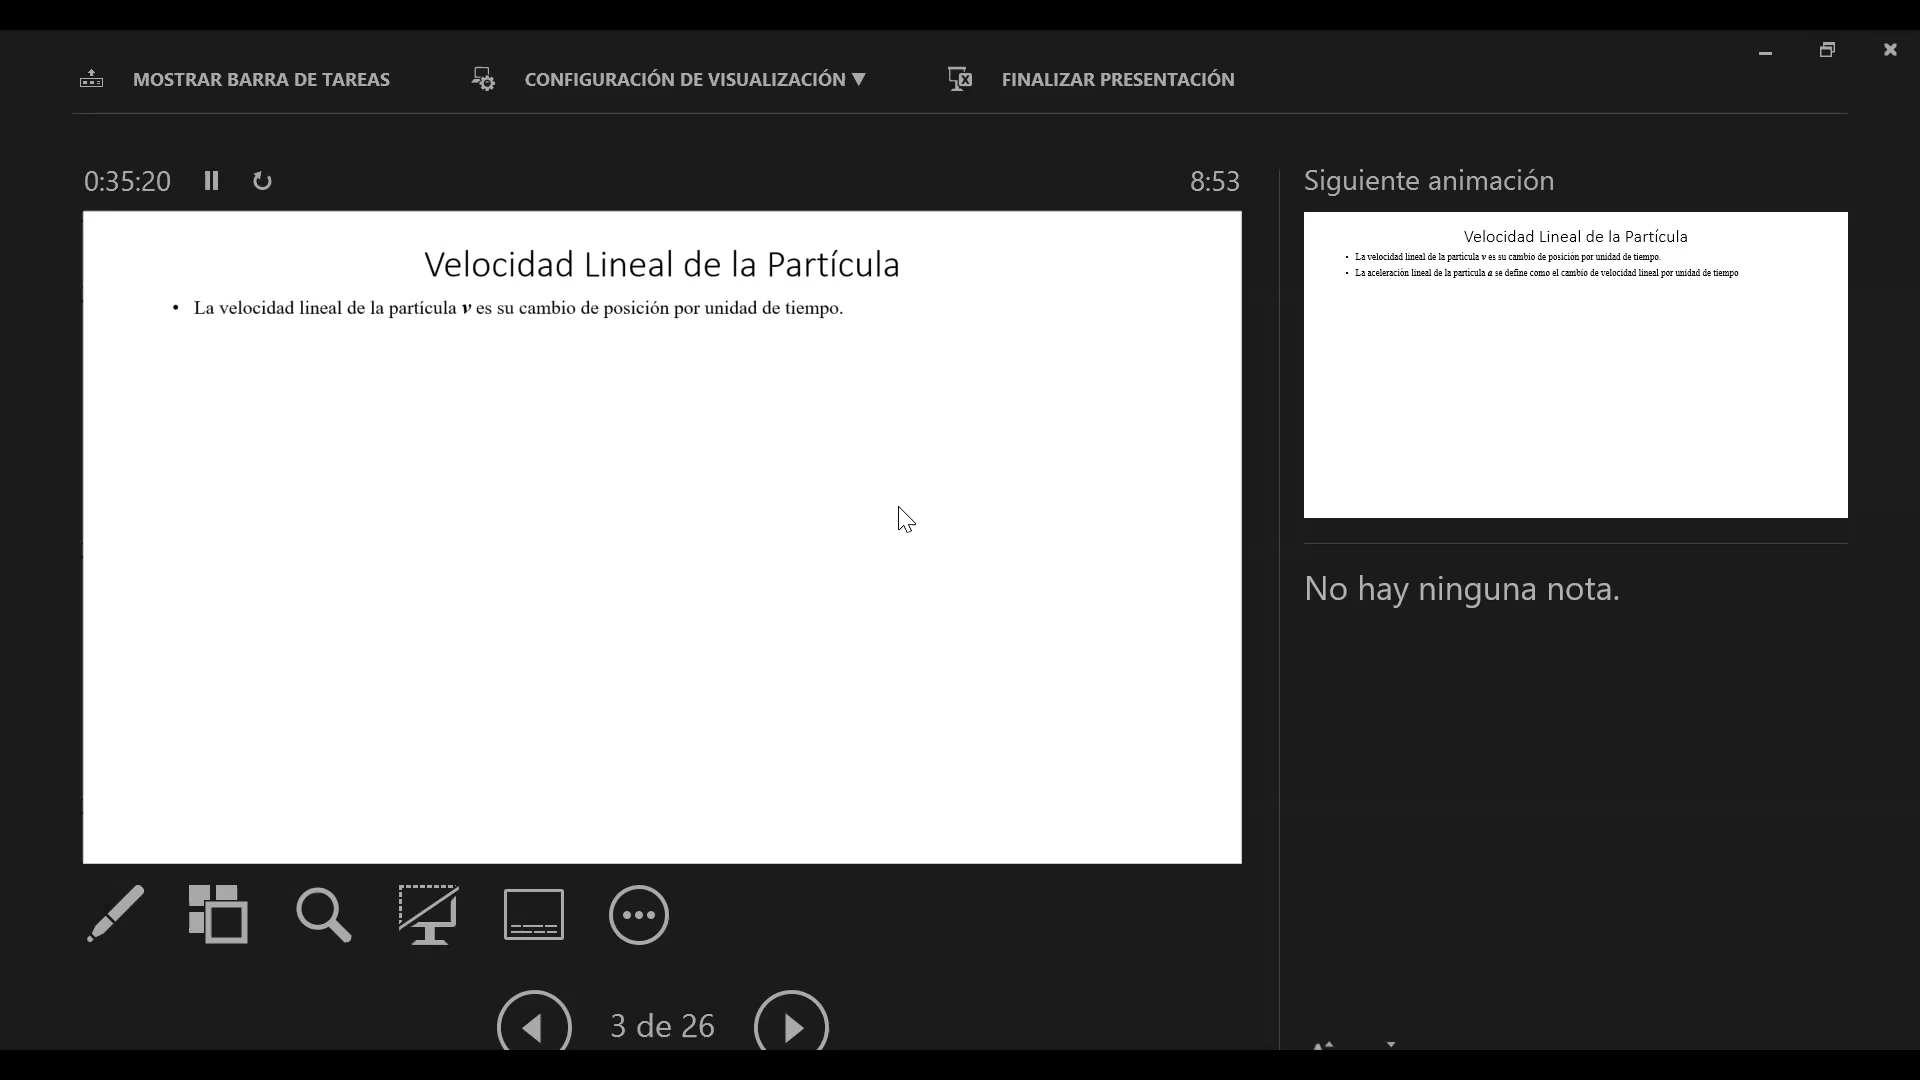 MOSTRAR BARRA DE TAREAS
CONFIGURACIÓN DE VISUALIZACIÓN ▼
FINALIZAR PRESENTACIÓN
0:35:20
8:53
Velocidad Lineal de la Partícula
• La velocidad lineal de la partícula v es su cambio de posición por unidad de tiempo.
3 de 26
Siguiente animación
Velocidad Lineal de la Partícula
• La velocidad lineal de la partícula v es su cambio de posición por unidad de tiempo.
• La aceleración lineal de la partícula a se define como el cambio de velocidad lineal por unidad de tiempo
No hay ninguna nota.